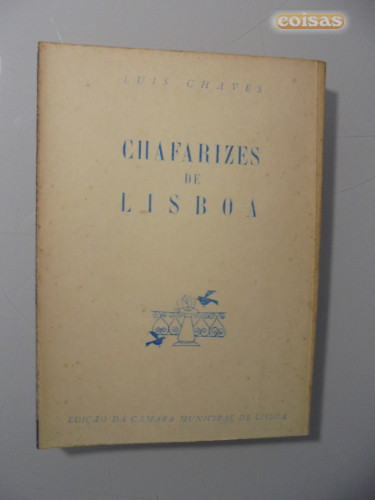 coisas
LUIS CHAVES
CHAFARIZES
DE
LISBOA
EDIÇÃO DA CÂMARA MUNICIPAL DE LISBOA